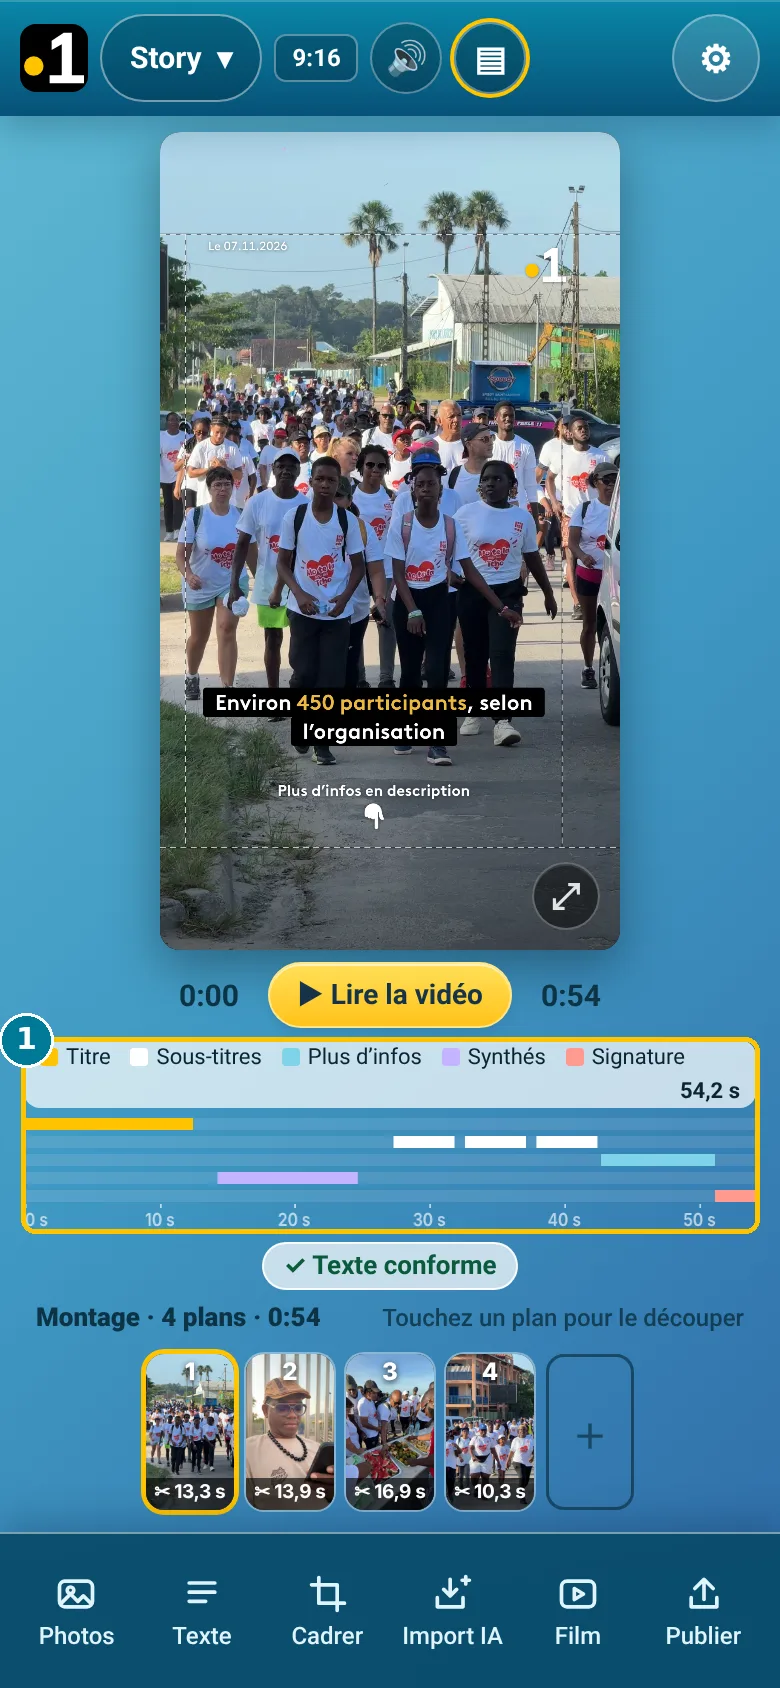 .1
Story ▼
9:16
Le 07.11.2026
.1
Environ 450 participants, selon
l’organisation
Plus d’infos en description
0:00
Lire la vidéo
0:54
1
Titre
Sous-titres
Plus d’infos
Synthés
Signature
54,2 s
0 s
10 s
20 s
30 s
40 s
50 s
✓ Texte conforme
Montage · 4 plans · 0:54
Touchez un plan pour le découper
1
2
3
4
✂ 13,3 s
✂ 13,9 s
✂ 16,9 s
✂ 10,3 s
+
Photos
Texte
Cadrer
Import IA
Film
Publier